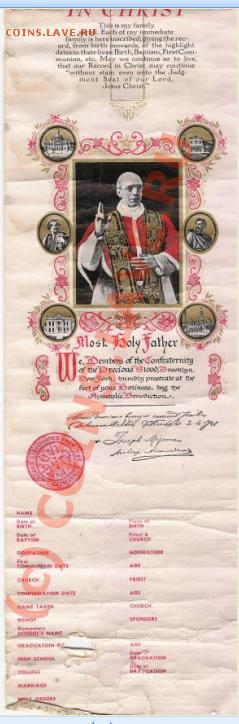 IN CHRIST
COINS.LAVE.RU
This is my family
Each of my immediate
family is here inscribed, giving the rec-
ord, from birth onwards, of the highlight
dates in their lives: Birth, Baptism, First Com-
munion, etc. May we continue so to live,
that our Record in Christ may continue
"without stain even unto the Judg-
ment Seat of our Lord,
Jesus Christ."
Most Holy Father
We, Members of the Confraternity
of the Precious Blood, Brooklyn,
New York, humbly prostrate at the
feet of your Holiness, beg the
Apostolic Benediction.
Joseph
NAME
Date of
BIRTH
Place of
BIRTH
Date of
BAPTISM
Priest &
CHURCH
GODFATHER
GODMOTHER
First
COMMUNION DATE
AGE
CHURCH
PRIEST
CONFIRMATION DATE
AGE
NAME TAKEN
CHURCH
BISHOP
SPONSORS
Elementary
SCHOOL'S NAME
GRADUATION OF
AGE
HIGH SCHOOL
Date of
GRADUATION
COLLEGE
Date of
GRADUATION
MARRIAGE
HOLY ORDERS